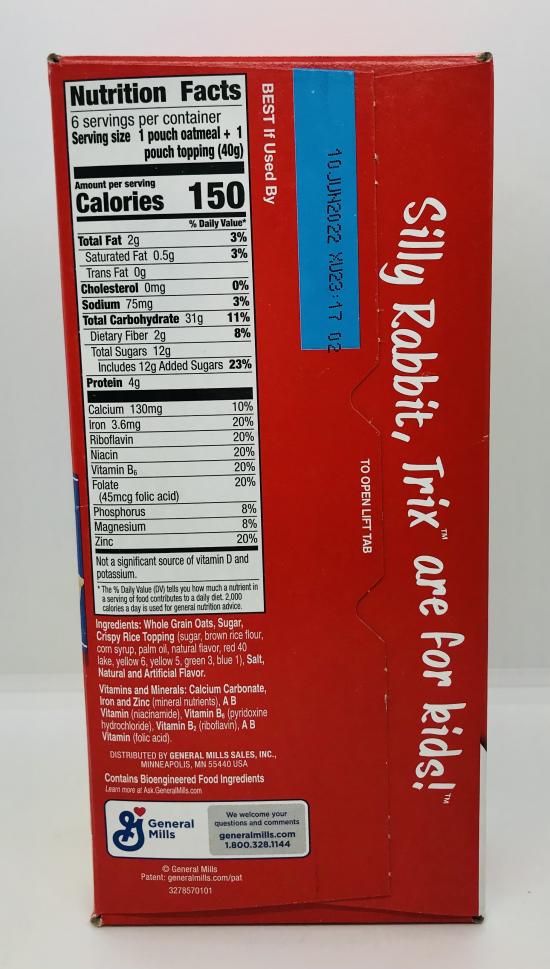 Nutrition Facts
6 servings per container
Serving size 1 pouch oatmeal + 1
pouch topping (40g)
Amount per serving
Calories 150
% Daily Value*
Total Fat 2g 3%
Saturated Fat 0.5g 3%
Trans Fat 0g
Cholesterol 0mg 0%
Sodium 75mg 3%
Total Carbohydrate 31g 11%
Dietary Fiber 2g 8%
Total Sugars 12g
Includes 12g Added Sugars 23%
Protein 4g
Calcium 130mg 10%
Iron 3.6mg 20%
Riboflavin 20%
Niacin 20%
Vitamin B₆ 20%
Folate 20%
(45mcg folic acid)
Phosphorus 8%
Magnesium 8%
Zinc 20%
Not a significant source of vitamin D and
potassium.
* The % Daily Value (DV) tells you how much a nutrient in
a serving of food contributes to a daily diet. 2,000
calories a day is used for general nutrition advice.
Ingredients: Whole Grain Oats, Sugar,
Crispy Rice Topping (sugar, brown rice flour,
corn syrup, palm oil, natural flavor, red 40
lake, yellow 6, yellow 5, green 3, blue 1), Salt,
Natural and Artificial Flavor.
Vitamins and Minerals: Calcium Carbonate,
Iron and Zinc (mineral nutrients), A B
Vitamin (niacinamide), Vitamin B₆ (pyridoxine
hydrochloride), Vitamin B₂ (riboflavin), A B
Vitamin (folic acid).
DISTRIBUTED BY GENERAL MILLS SALES, INC.,
MINNEAPOLIS, MN 55440 USA
Contains Bioengineered Food Ingredients
Learn more at Ask.GeneralMills.com
General
Mills
We welcome your
questions and comments
generalmills.com
1.800.328.1144
© General Mills
Patent: generalmills.com/pat
3278570101
BEST If Used By
10JUN2022 XU23:17 02
TO OPEN LIFT TAB
Silly Rabbit, Trix™ are for kids!™